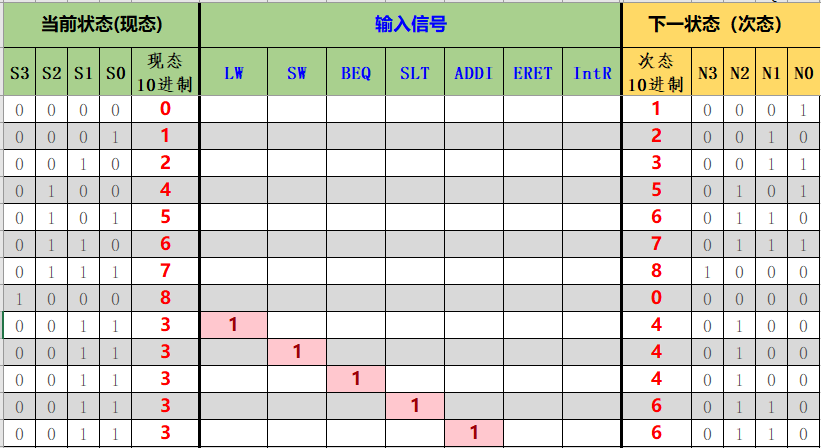 当前状态(现态) 输入信号 下一状态（次态）
S3 S2 S1 S0 现态 10进制 LW SW BEQ SLT ADDI ERET IntR 次态 10进制 N3 N2 N1 N0
0 0 0 0 0 1 0 0 0 1
0 0 0 1 1 2 0 0 1 0
0 0 1 0 2 3 0 0 1 1
0 1 0 0 4 5 0 1 0 1
0 1 0 1 5 6 0 1 1 0
0 1 1 0 6 7 0 1 1 1
0 1 1 1 7 8 1 0 0 0
1 0 0 0 8 0 0 0 0 0
0 0 1 1 3 1 4 0 1 0 0
0 0 1 1 3 1 4 0 1 0 0
0 0 1 1 3 1 4 0 1 0 0
0 0 1 1 3 1 6 0 1 1 0
0 0 1 1 3 1 6 0 1 1 0